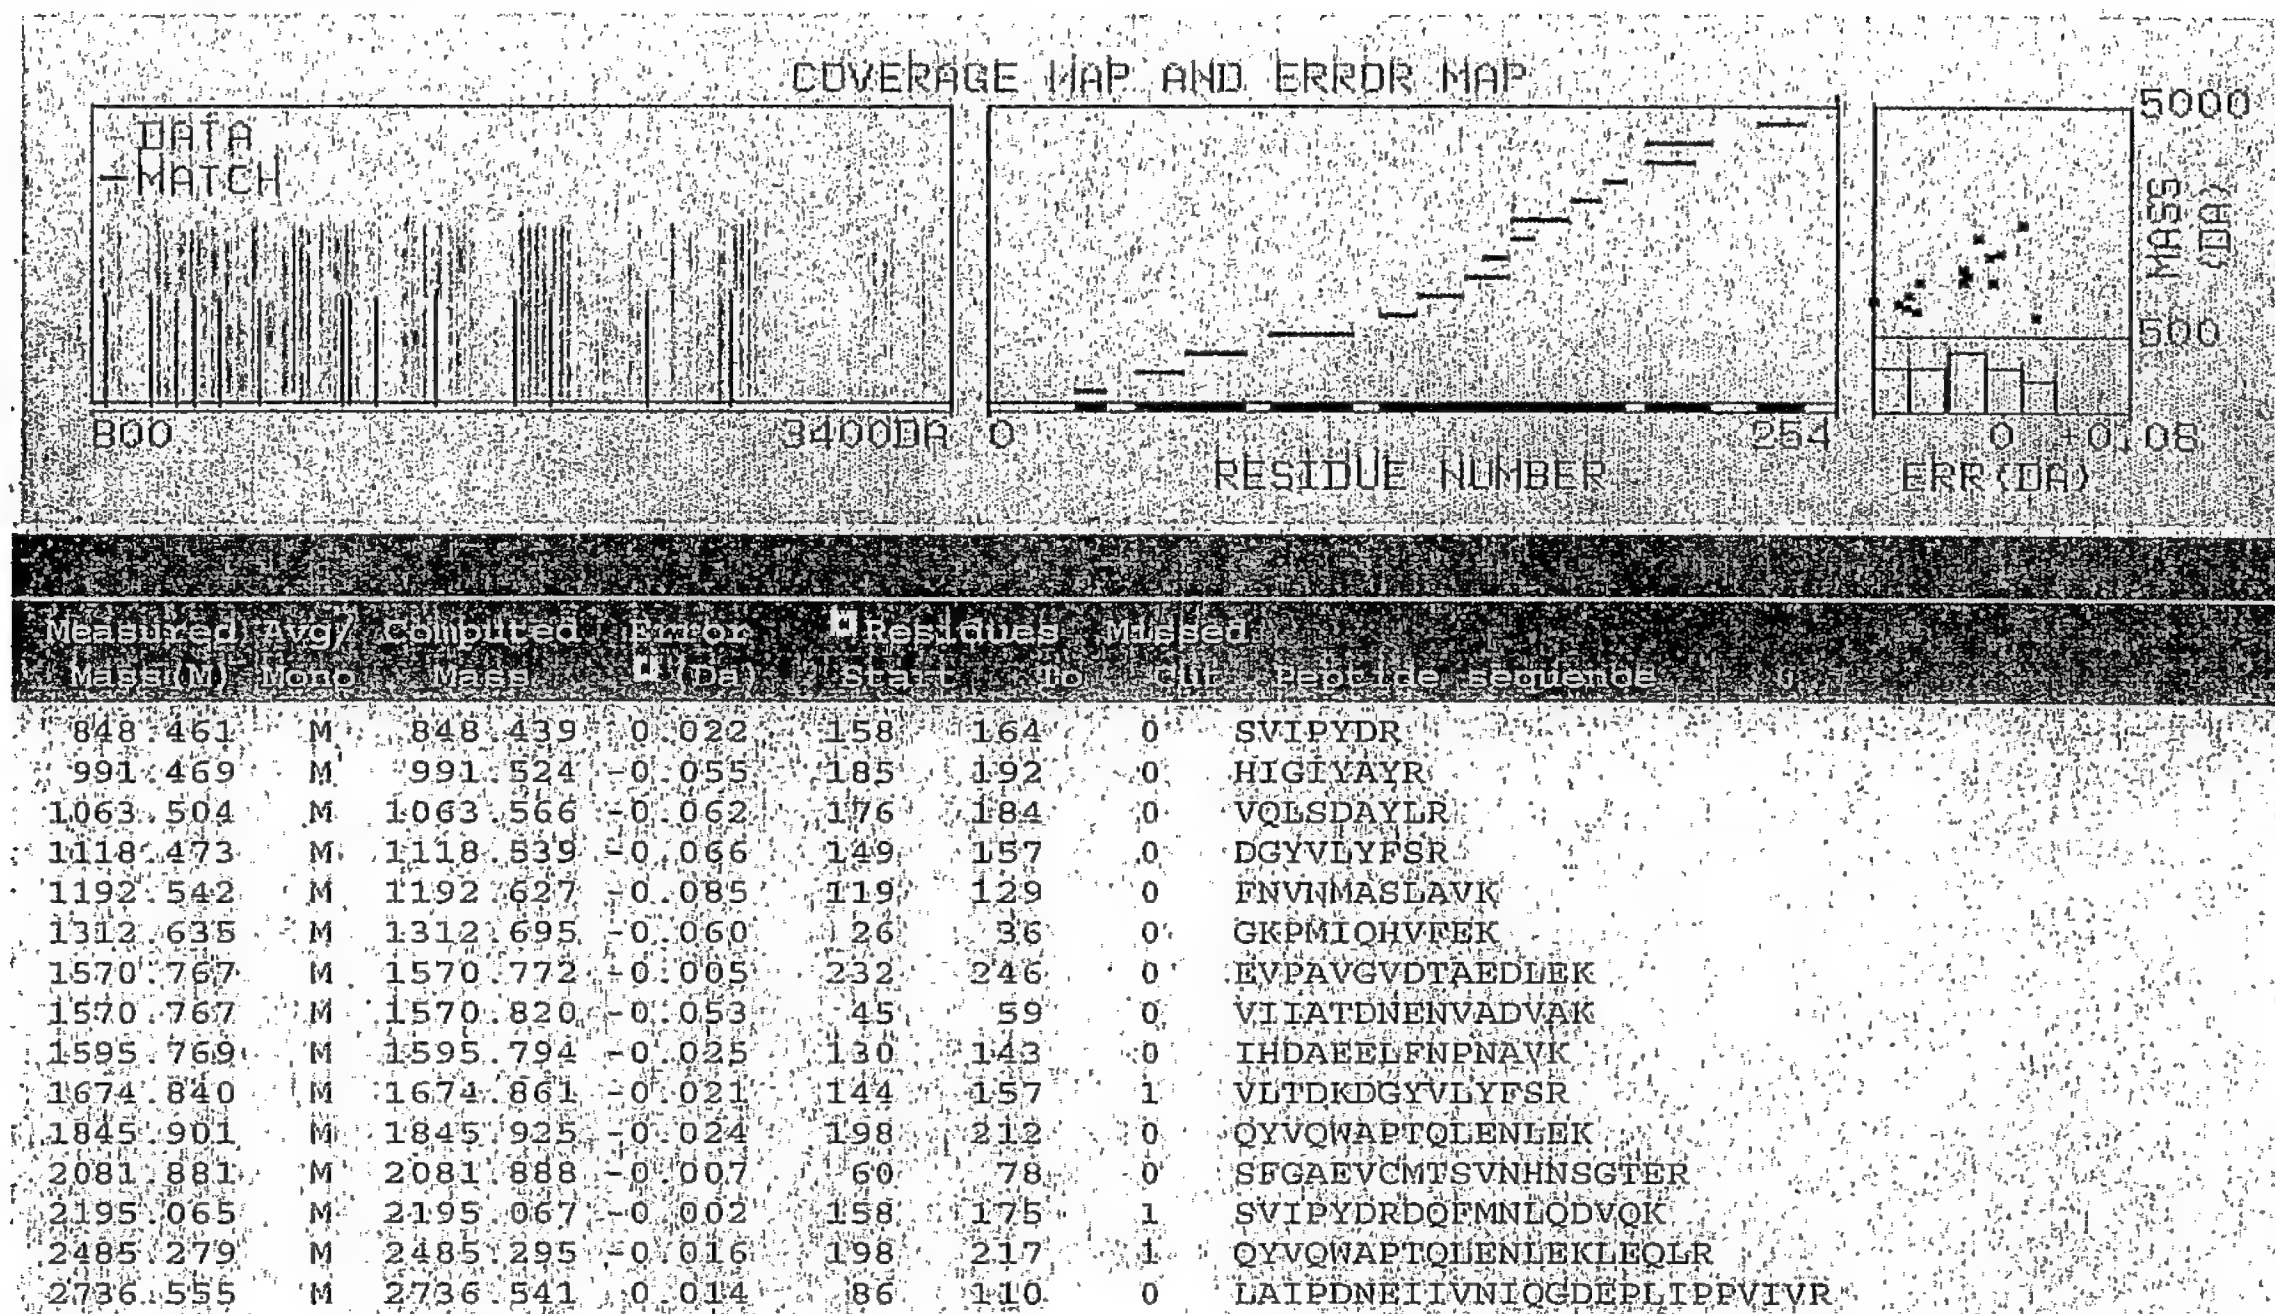 COVERAGE MAP AND ERROR MAP
DATA
MATCH
5000
MASS (DA)
500
800
3400DA
0
254
0
+0.08
RESIDUE NUMBER
ERR(DA)
Measured Avg/ Computed Error Residues Missed
Mass(M) Mono Mass (Da) Start To Cut Peptide sequence
848.461 M 848.439 0.022 158 164 0 SVIPYDR
991.469 M 991.524 -0.055 185 192 0 HIGIYAYR
1063.504 M 1063.566 -0.062 176 184 0 VQLSDAYLR
1118.473 M 1118.539 -0.066 149 157 0 DGYVLYFSR
1192.542 M 1192.627 -0.085 119 129 0 FNVNMASLAVK
1312.635 M 1312.695 -0.060 26 36 0 GKPMIQHVFEK
1570.767 M 1570.772 -0.005 232 246 0 EVPAVGVDTAEDLEK
1570.767 M 1570.820 -0.053 45 59 0 VIIATDNENVADVAK
1595.769 M 1595.794 -0.025 130 143 0 IHDAEELFNPNAVK
1674.840 M 1674.861 -0.021 144 157 1 VLTDKDGYVLYFSR
1845.901 M 1845.925 -0.024 198 212 0 QYVQWAPTQLENLEK
2081.881 M 2081.888 -0.007 60 78 0 SFGAEVCMTSVNHNSGTER
2195.065 M 2195.067 -0.002 158 175 1 SVIPYDRDQFMNLQDVQK
2485.279 M 2485.295 -0.016 198 217 1 QYVQWAPTQLENLEKLEQLR
2736.555 M 2736.541 0.014 86 110 0 LAIPDNEIIVNIQGDEPLIPPVIVR